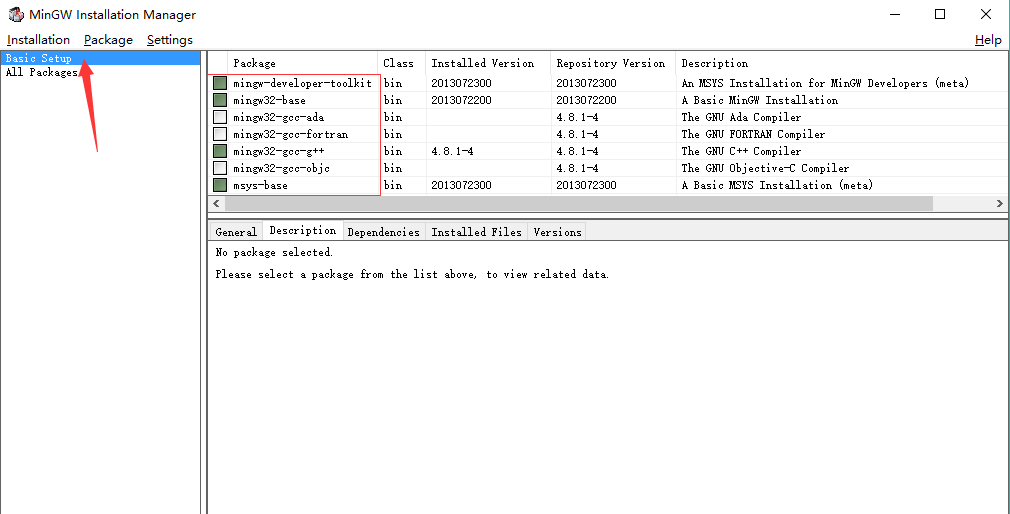 MinGW Installation Manager
Installation Package Settings Help
Basic Setup
All Packages
Package Class Installed Version Repository Version Description
mingw-developer-toolkit bin 2013072300 2013072300 An MSYS Installation for MinGW Developers (meta)
mingw32-base bin 2013072200 2013072200 A Basic MinGW Installation
mingw32-gcc-ada bin 4.8.1-4 The GNU Ada Compiler
mingw32-gcc-fortran bin 4.8.1-4 The GNU FORTRAN Compiler
mingw32-gcc-g++ bin 4.8.1-4 4.8.1-4 The GNU C++ Compiler
mingw32-gcc-objc bin 4.8.1-4 The GNU Objective-C Compiler
msys-base bin 2013072300 2013072300 A Basic MSYS Installation (meta)
General Description Dependencies Installed Files Versions
No package selected.
Please select a package from the list above, to view related data.